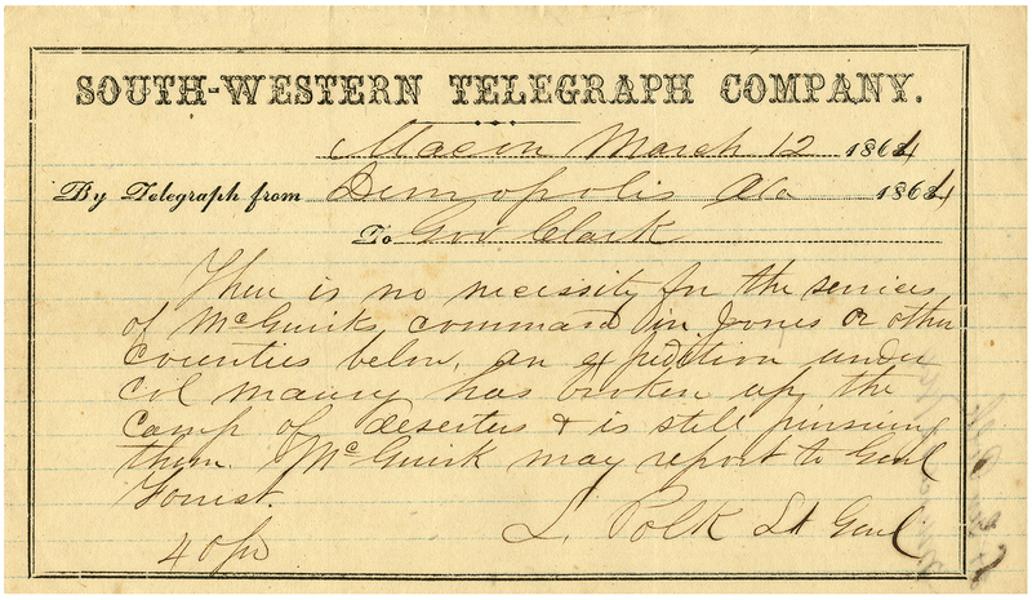 SOUTH-WESTERN TELEGRAPH COMPANY.
Macon March 12 1864
By Telegraph from Demopolis Ala 1864
To Gov Clark
There is no necessity for the services
of McGuirks command in Jones or other
Counties below, an expedition under
Col Maury has broken up the
Camp of deserters & is still pursuing
them. McGuirk may report to Genl
Forrest.
L. Polk Lt Genl
40